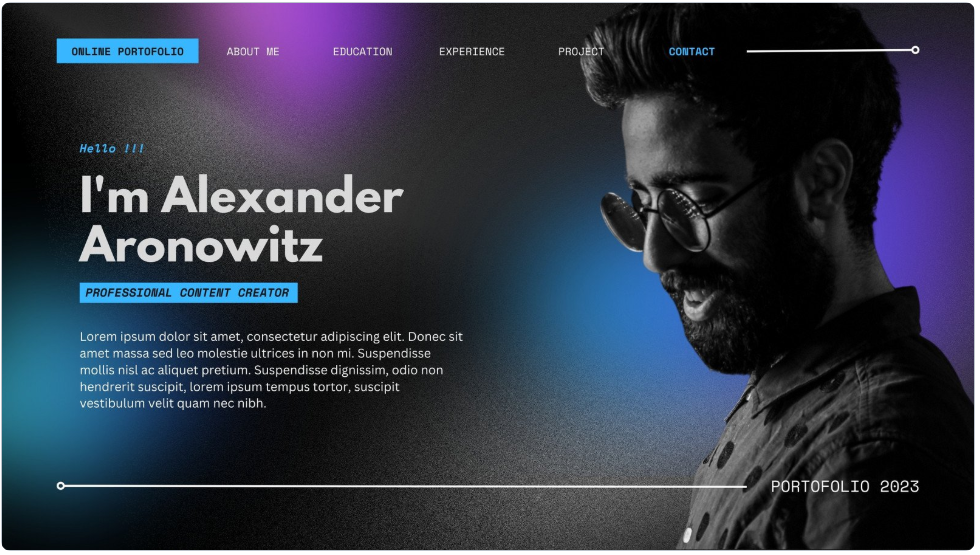 ONLINE PORTOFOLIO ABOUT ME EDUCATION EXPERIENCE PROJECT CONTACT
Hello !!!
I'm Alexander
Aronowitz
PROFESSIONAL CONTENT CREATOR
Lorem ipsum dolor sit amet, consectetur adipiscing elit. Donec sit
amet massa sed leo molestie ultrices in non mi. Suspendisse
mollis nisl ac aliquet pretium. Suspendisse dignissim, odio non
hendrerit suscipit, lorem ipsum tempus tortor, suscipit
vestibulum velit quam nec nibh.
PORTOFOLIO 2023